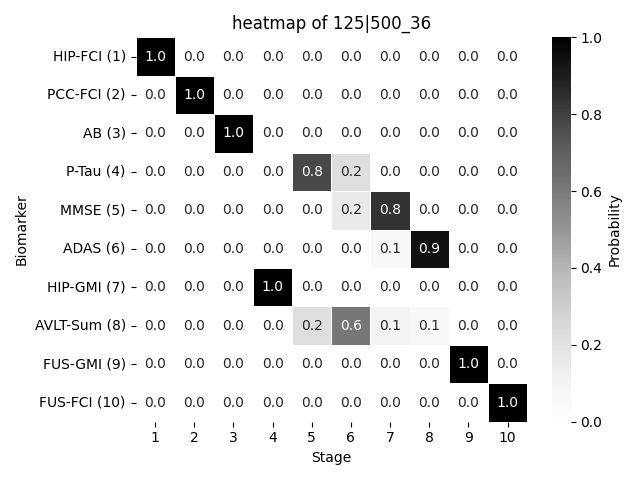 heatmap of 125|500_36
HIP-FCI (1) 1.0 0.0 0.0 0.0 0.0 0.0 0.0 0.0 0.0 0.0
PCC-FCI (2) 0.0 1.0 0.0 0.0 0.0 0.0 0.0 0.0 0.0 0.0
AB (3) 0.0 0.0 1.0 0.0 0.0 0.0 0.0 0.0 0.0 0.0
P-Tau (4) 0.0 0.0 0.0 0.0 0.8 0.2 0.0 0.0 0.0 0.0
MMSE (5) 0.0 0.0 0.0 0.0 0.0 0.2 0.8 0.0 0.0 0.0
ADAS (6) 0.0 0.0 0.0 0.0 0.0 0.0 0.1 0.9 0.0 0.0
HIP-GMI (7) 0.0 0.0 0.0 1.0 0.0 0.0 0.0 0.0 0.0 0.0
AVLT-Sum (8) 0.0 0.0 0.0 0.0 0.2 0.6 0.1 0.1 0.0 0.0
FUS-GMI (9) 0.0 0.0 0.0 0.0 0.0 0.0 0.0 0.0 1.0 0.0
FUS-FCI (10) 0.0 0.0 0.0 0.0 0.0 0.0 0.0 0.0 0.0 1.0
1 2 3 4 5 6 7 8 9 10
Stage
Biomarker
1.0
0.8
0.6
0.4
0.2
0.0
Probability